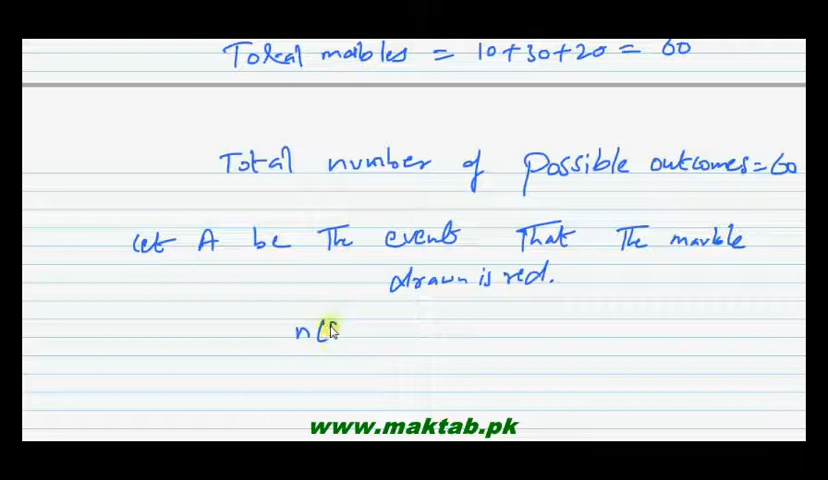 Total marbles = 10+30+20 = 60
Total number of possible outcomes=60
Let A be The event That The marble
drawn is red.
n(
www.maktab.pk